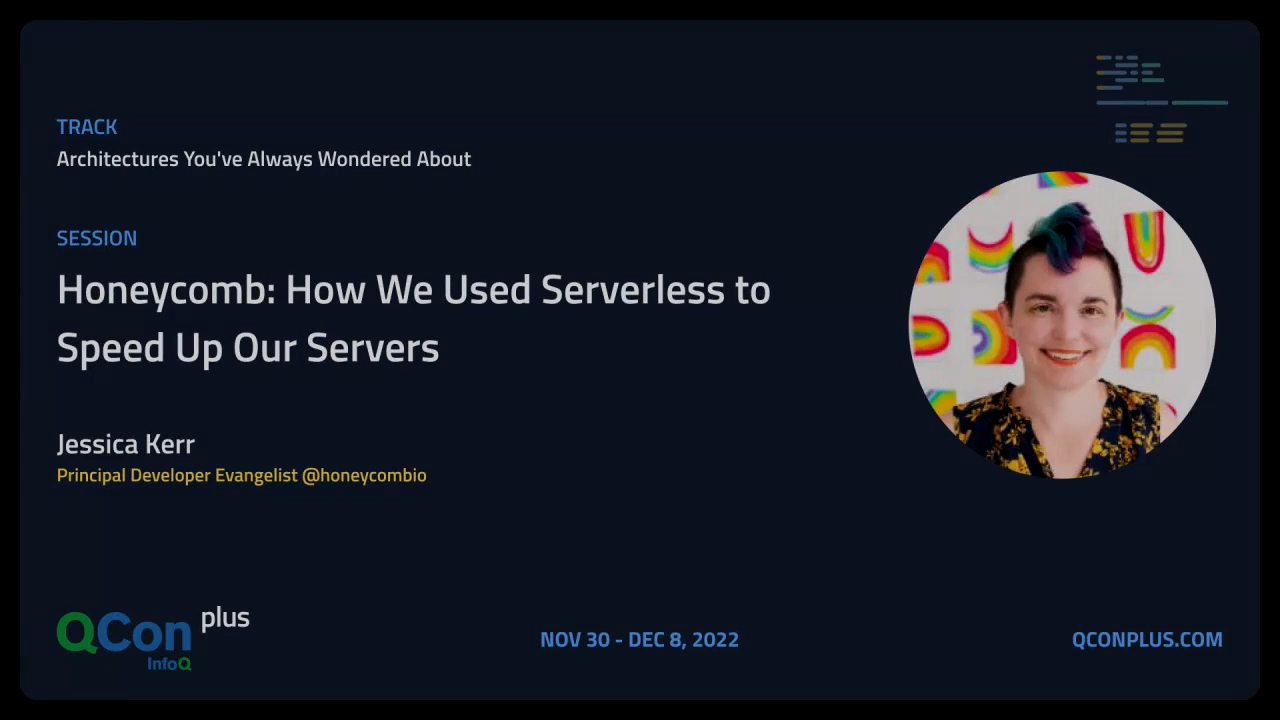 TRACK
Architectures You've Always Wondered About
SESSION
Honeycomb: How We Used Serverless to
Speed Up Our Servers
Jessica Kerr
Principal Developer Evangelist @honeycombio
QCon plus
InfoQ
NOV 30 - DEC 8, 2022
QCONPLUS.COM